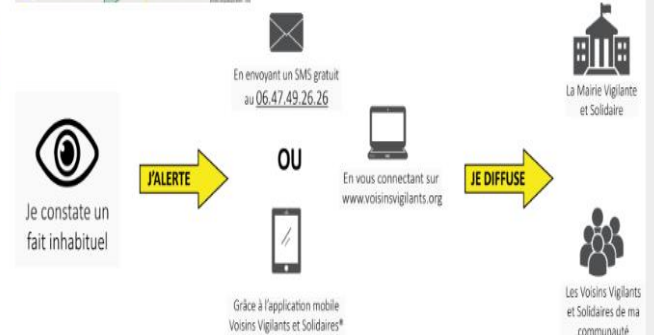 Je constate un
fait inhabituel
J'ALERTE
En envoyant un SMS gratuit
au 06.47.49.26.26
OU
Grâce à l'application mobile
Voisins Vigilants et Solidaires®
En vous connectant sur
www.voisinsvigilants.org
JE DIFFUSE
La Mairie Vigilante
et Solidaire
Les Voisins Vigilants
et Solidaires de ma
communauté